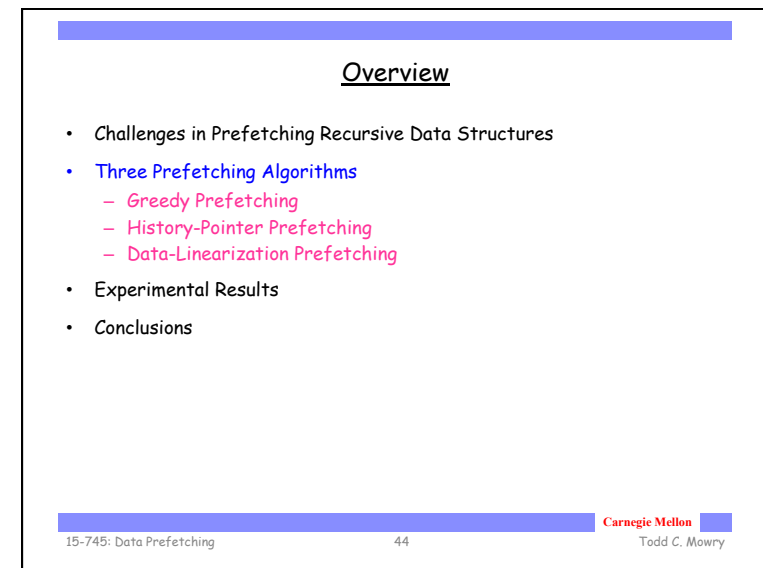 Overview
• Challenges in Prefetching Recursive Data Structures
• Three Prefetching Algorithms
– Greedy Prefetching
– History-Pointer Prefetching
– Data-Linearization Prefetching
• Experimental Results
• Conclusions
Carnegie Mellon
15-745: Data Prefetching 44 Todd C. Mowry